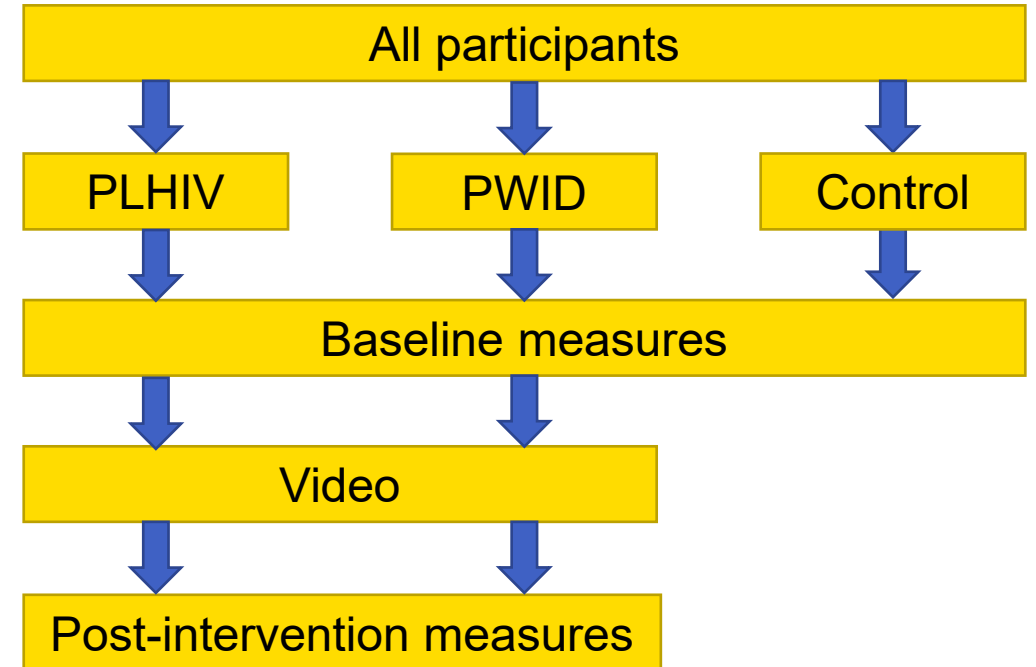 All participants
PLHIV
PWID
Control
Baseline measures
Video
Post-intervention measures